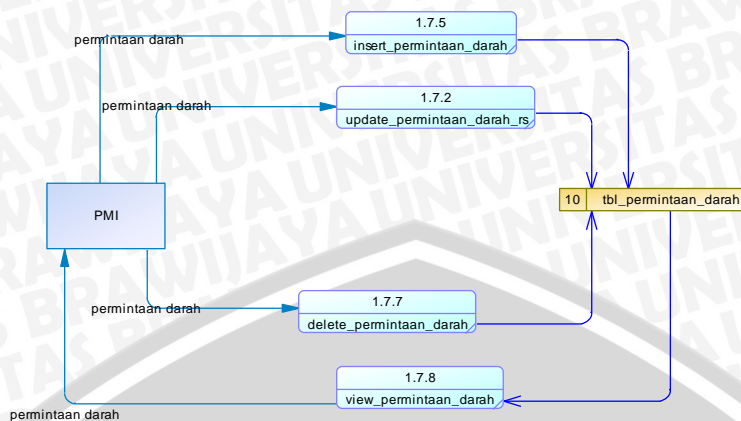 1.7.5
permintaan darah
insert_permintaan_darah
1.7.2
permintaan darah
update_permintaan_darah_rs
10 tbl_permintaan_darah
PMI
1.7.7
permintaan darah
delete_permintaan_darah
1.7.8
view_permintaan_darah
permintaan darah